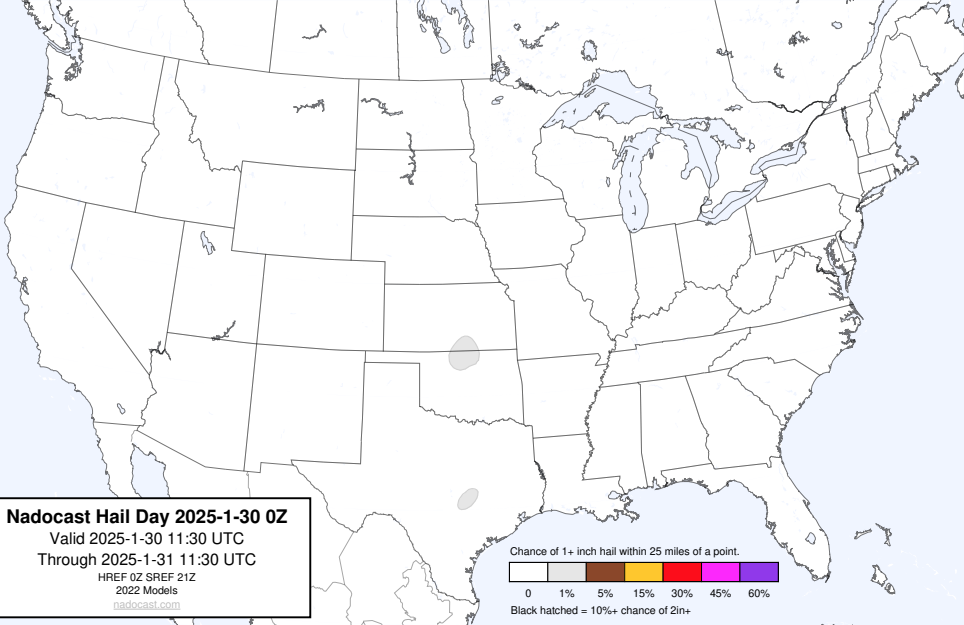 Nadocast Hail Day 2025-1-30 0Z
Valid 2025-1-30 11:30 UTC
Through 2025-1-31 11:30 UTC
HREF 0Z SREF 21Z
2022 Models
nadocast.com
Chance of 1+ inch hail within 25 miles of a point.
0 1% 5% 15% 30% 45% 60%
Black hatched = 10%+ chance of 2in+